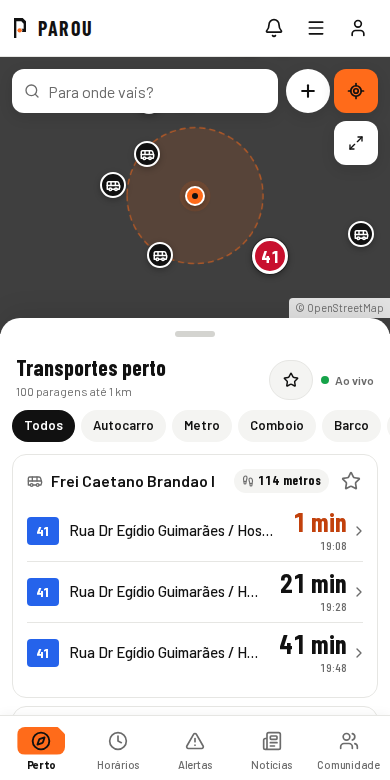 PAROU
Para onde vais?
41
© OpenStreetMap
Transportes perto
100 paragens até 1 km
Ao vivo
Todos
Autocarro
Metro
Comboio
Barco
Frei Caetano Brandao I
114 metros
41
Rua Dr Egídio Guimarães / Hos...
1 min
19:08
41
Rua Dr Egídio Guimarães / H...
21 min
19:28
41
Rua Dr Egídio Guimarães / H...
41 min
19:48
Perto
Horários
Alertas
Notícias
Comunidade